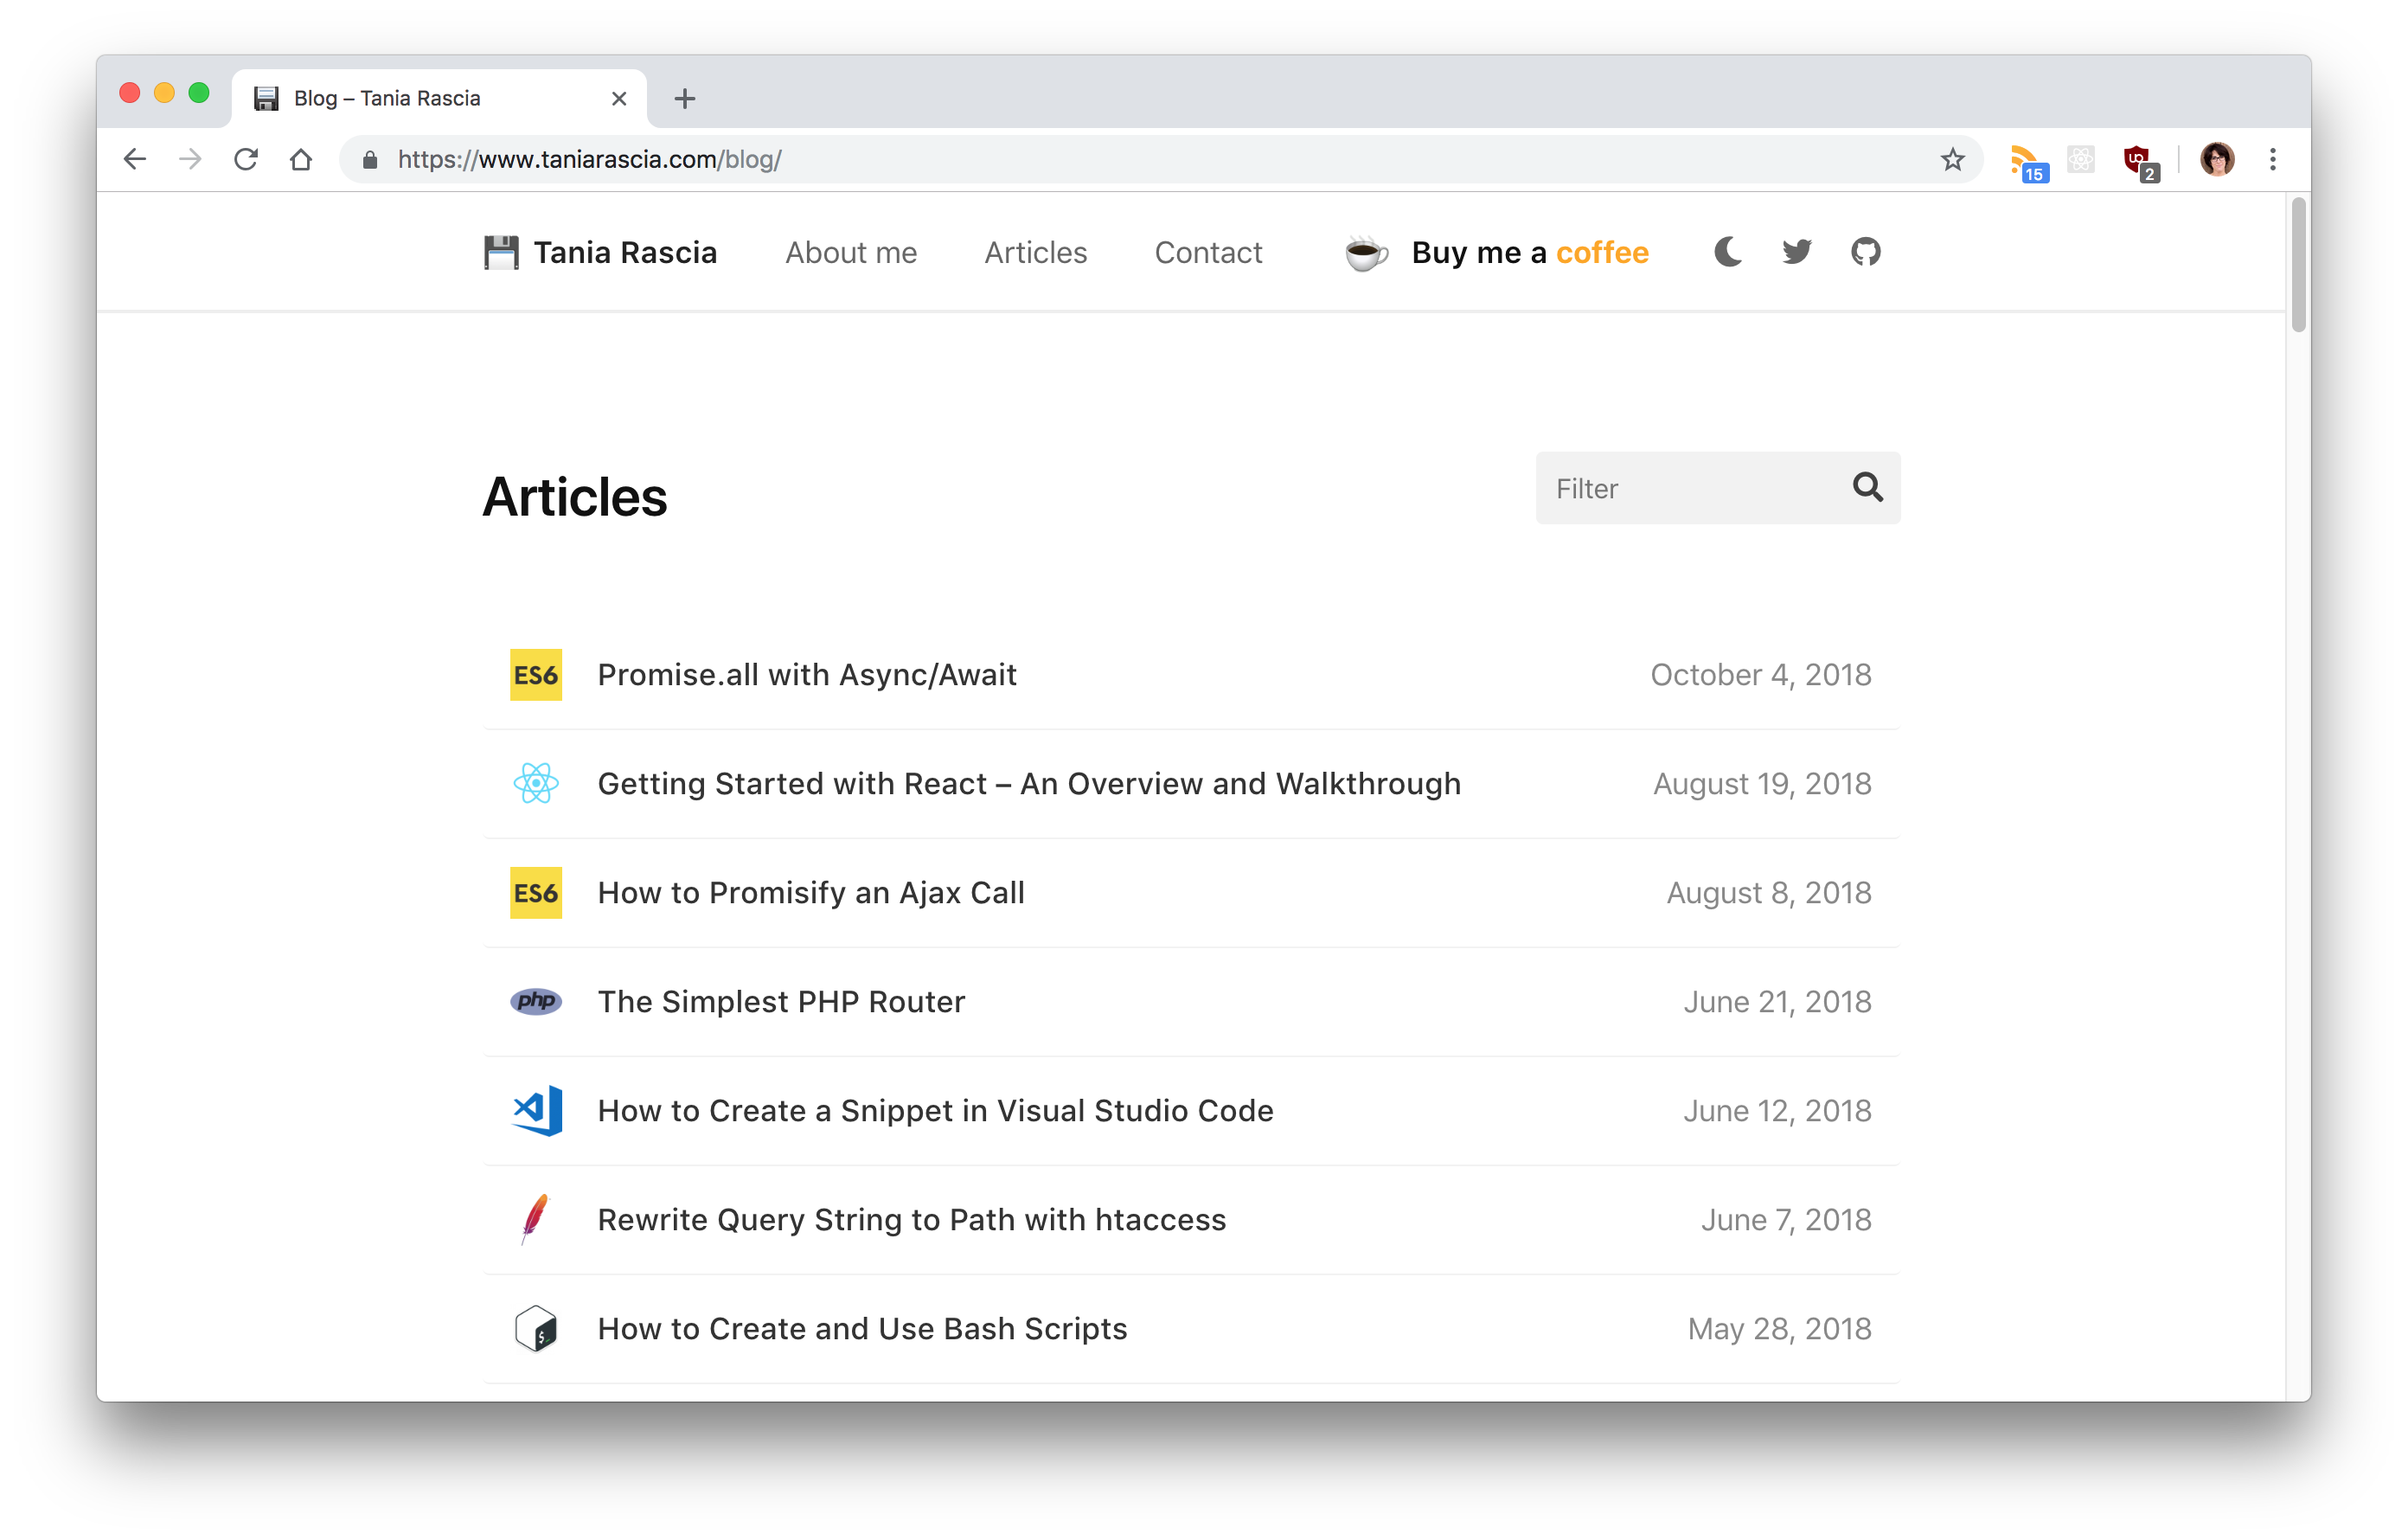 Blog – Tania Rascia
https://www.taniarascia.com/blog/
15
2
Tania Rascia About me Articles Contact Buy me a coffee
Articles
Filter
ES6 Promise.all with Async/Await October 4, 2018
Getting Started with React – An Overview and Walkthrough August 19, 2018
ES6 How to Promisify an Ajax Call August 8, 2018
php The Simplest PHP Router June 21, 2018
How to Create a Snippet in Visual Studio Code June 12, 2018
Rewrite Query String to Path with htaccess June 7, 2018
$ How to Create and Use Bash Scripts May 28, 2018